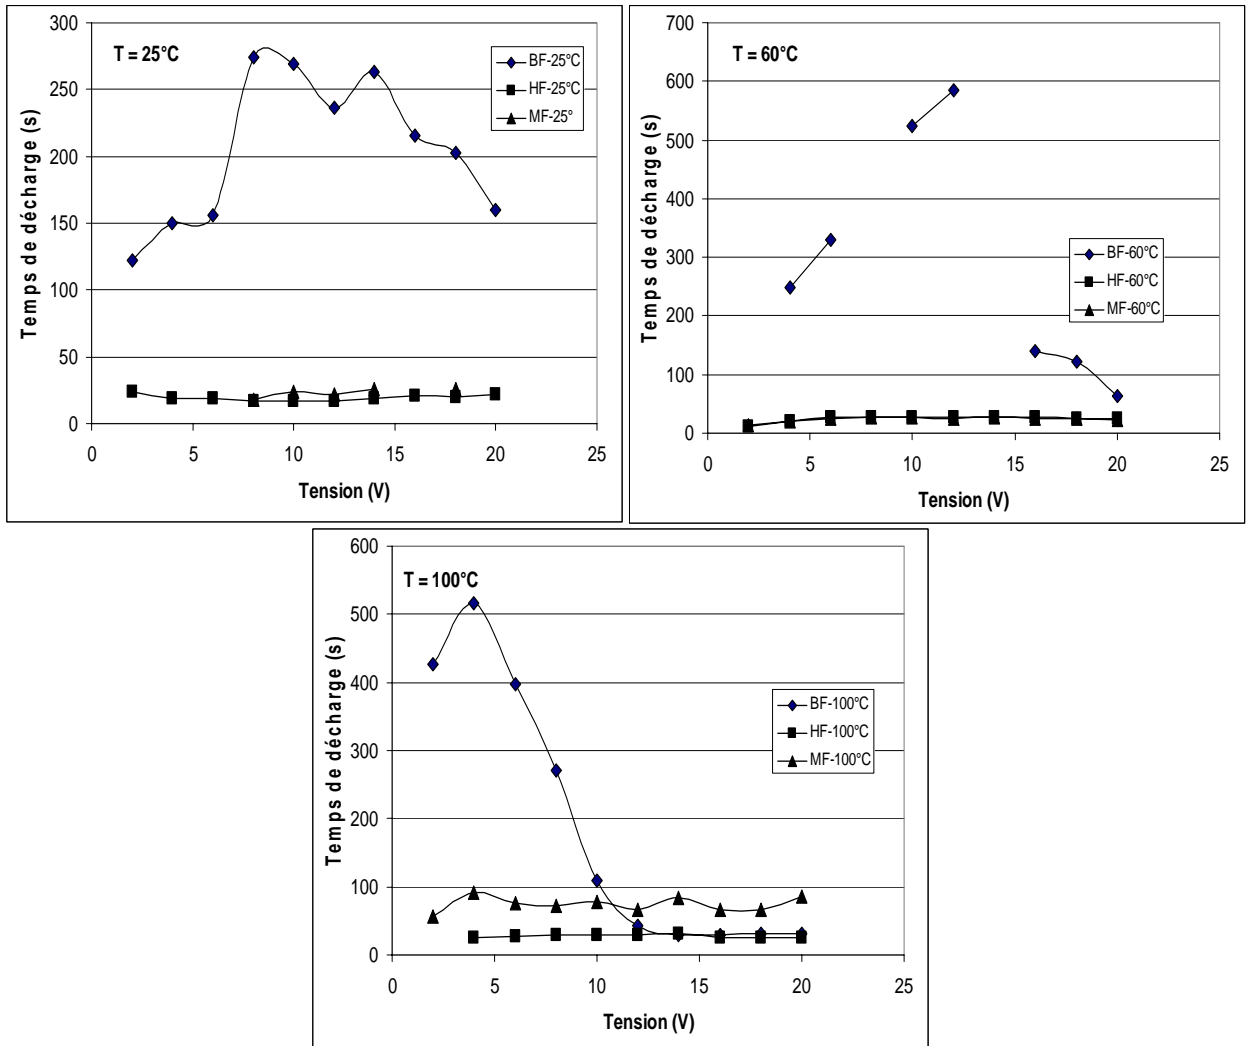 T = 25°C
BF-25°C
HF-25°C
MF-25°
Temps de décharge (s)
300
250
200
150
100
50
0
0 5 10 15 20 25
Tension (V)
T = 60°C
BF-60°C
HF-60°C
MF-60°C
Temps de décharge (s)
700
600
500
400
300
200
100
0
0 5 10 15 20 25
Tension (V)
T = 100°C
BF-100°C
HF-100°C
MF-100°C
Temps de décharge (s)
600
500
400
300
200
100
0
0 5 10 15 20 25
Tension (V)